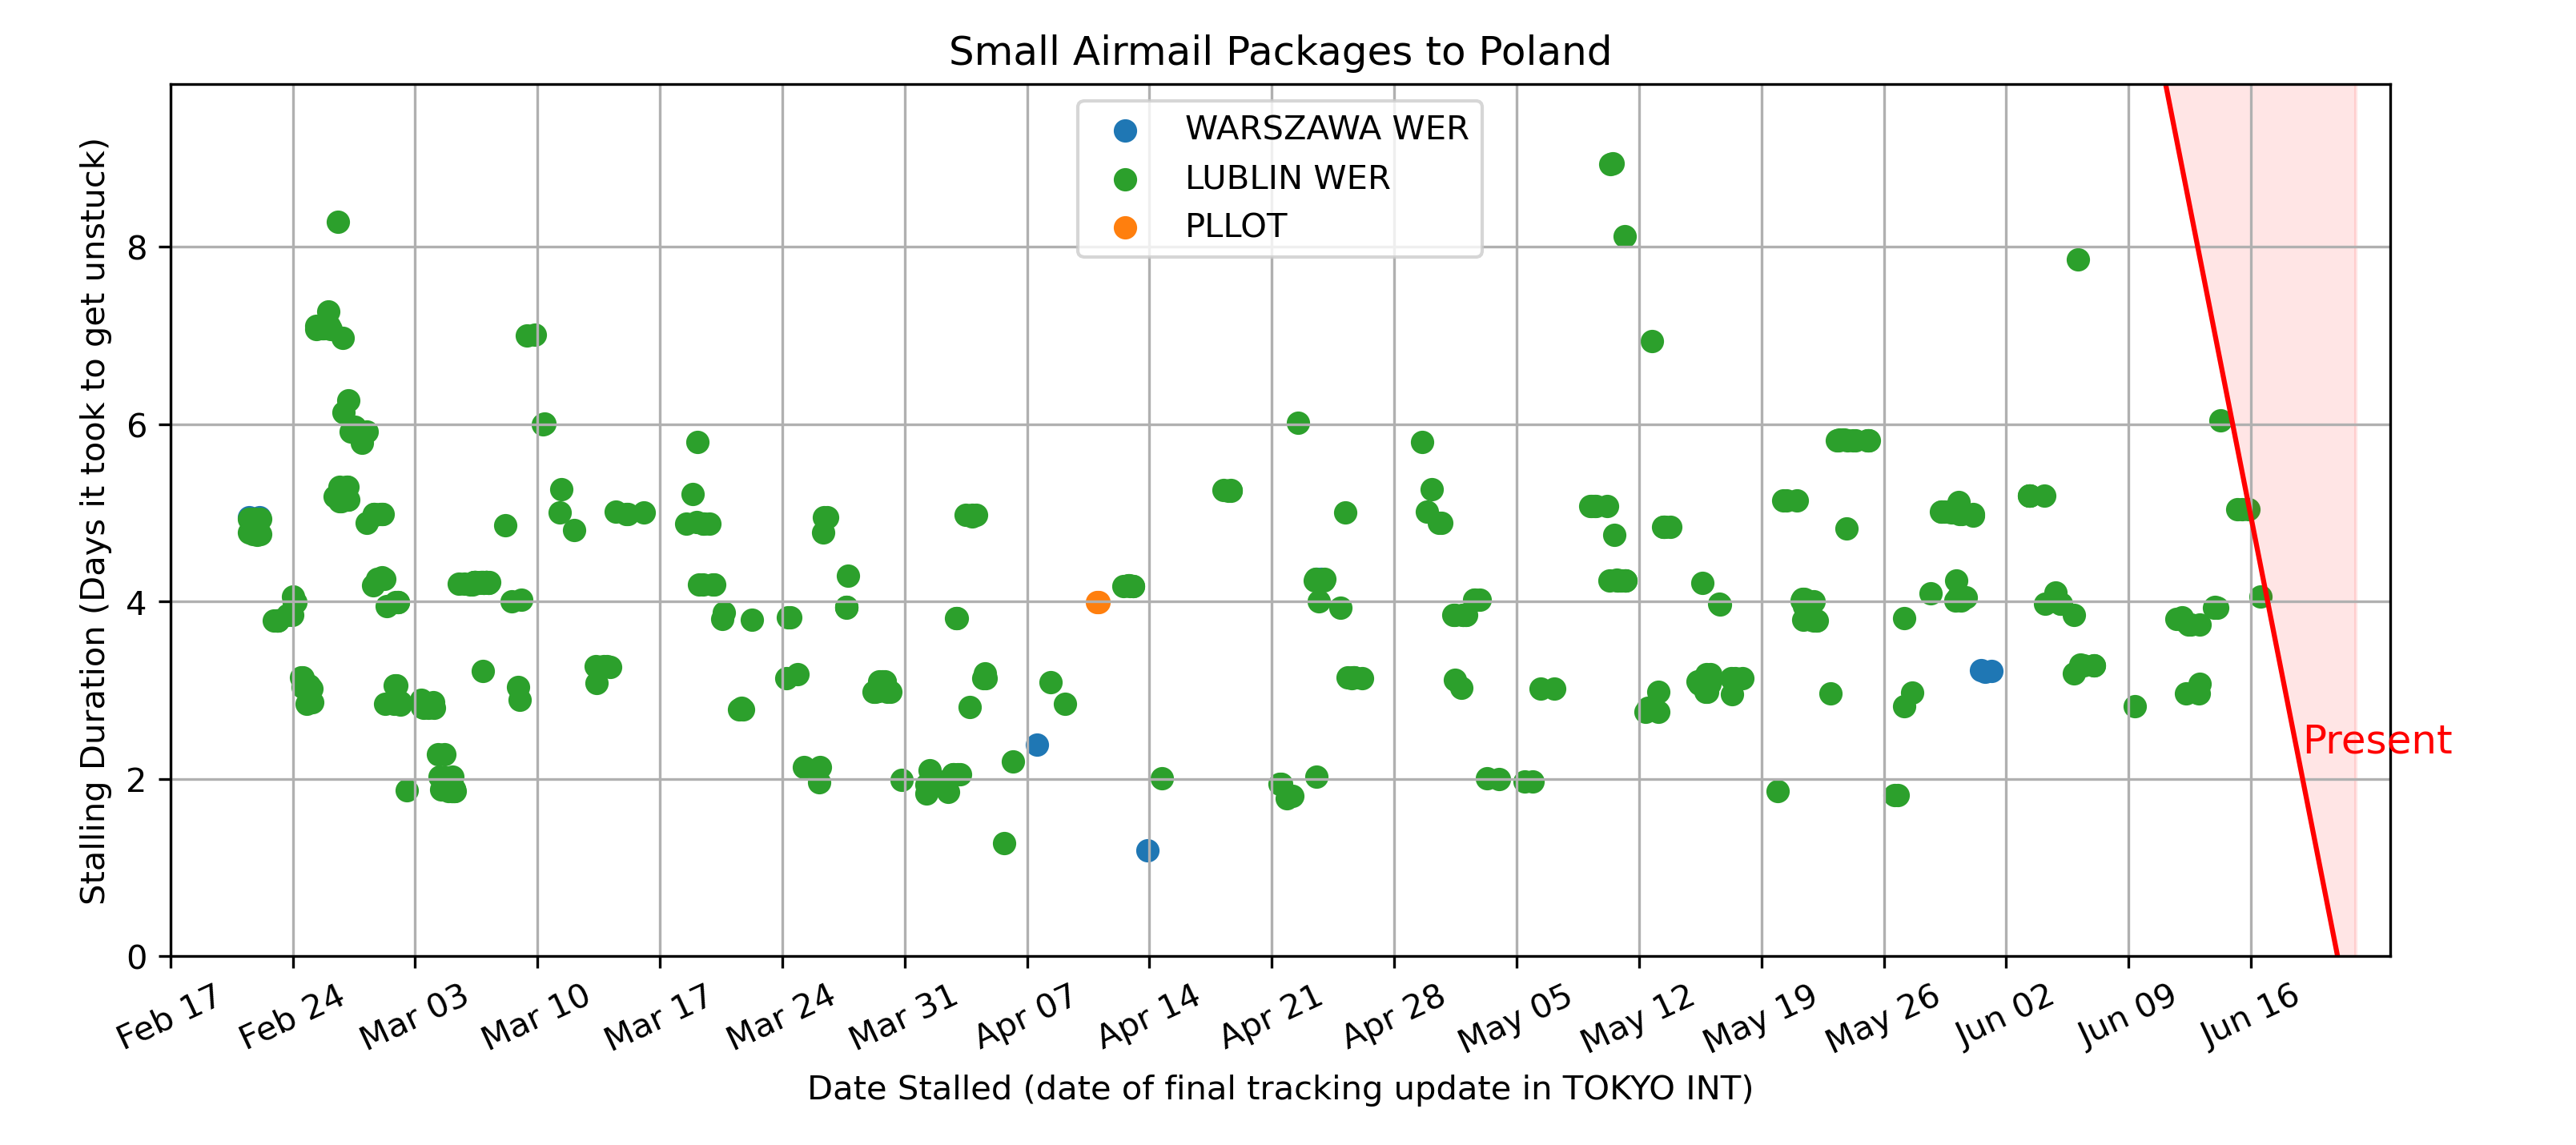 Small Airmail Packages to Poland
WARSZAWA WER
LUBLIN WER
PLLOT
Stalling Duration (Days it took to get unstuck)
8
6
4
2
0
Present
Feb 17
Feb 24
Mar 03
Mar 10
Mar 17
Mar 24
Mar 31
Apr 07
Apr 14
Apr 21
Apr 28
May 05
May 12
May 19
May 26
Jun 02
Jun 09
Jun 16
Date Stalled (date of final tracking update in TOKYO INT)